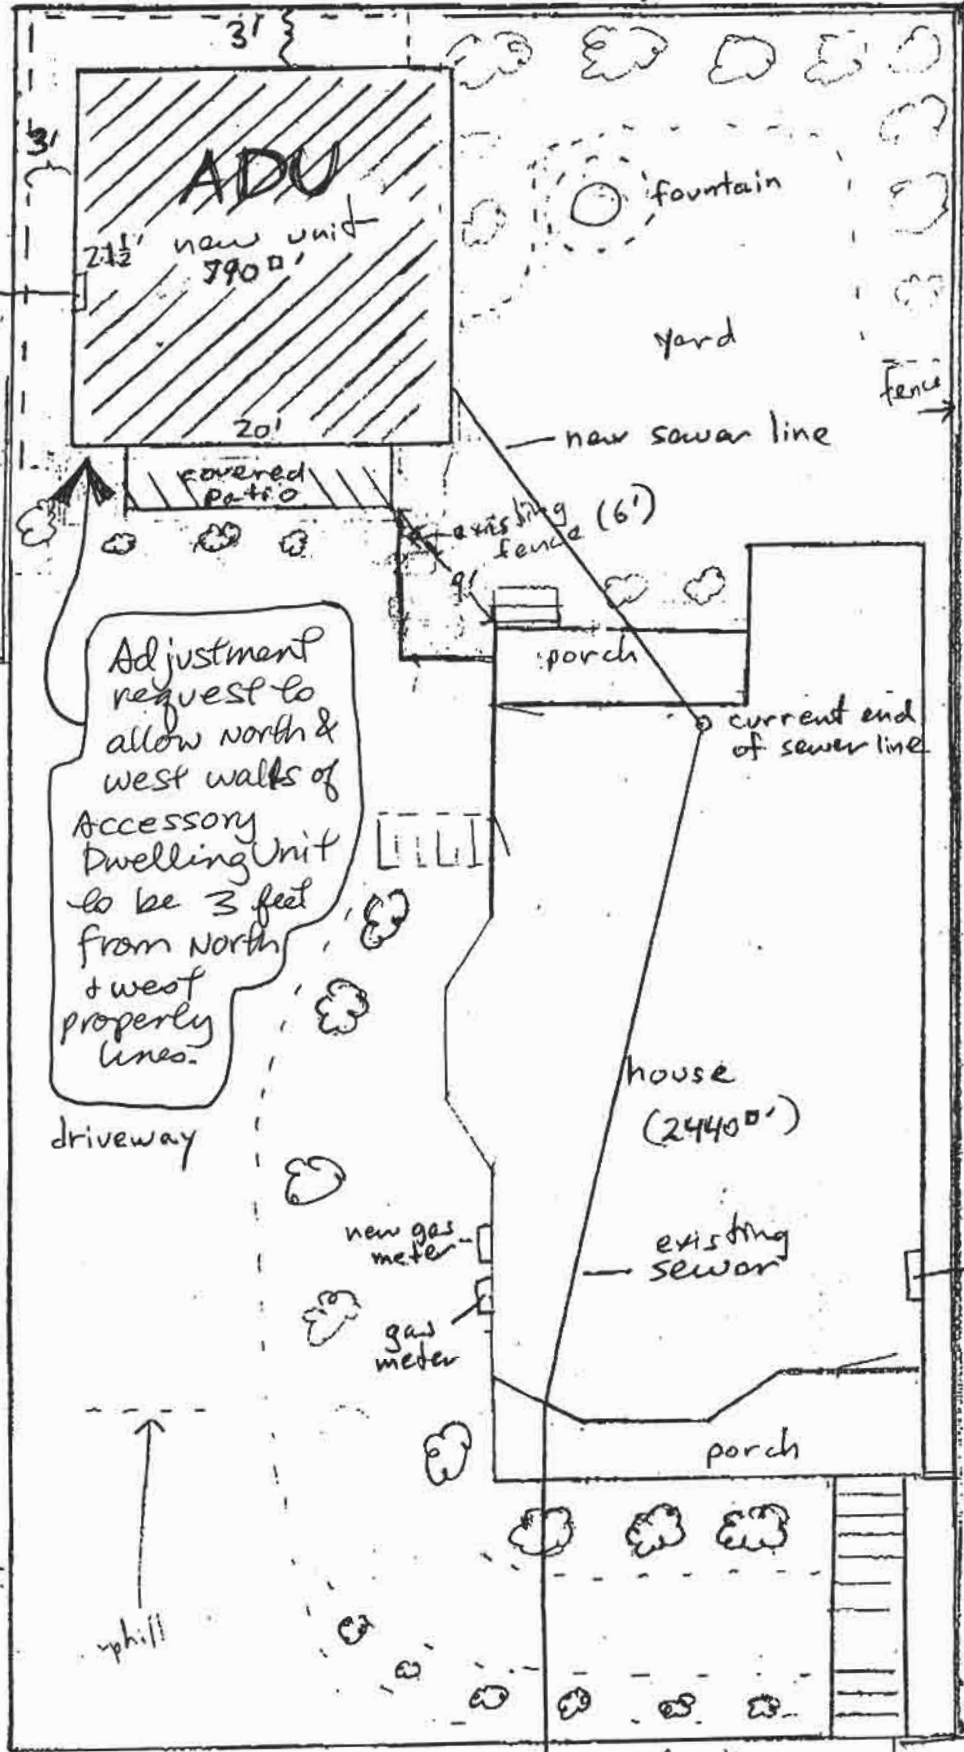 3'
3'
ADU
new unit
790 □'
21½'
20'
covered
patio
fountain
yard
fence
new sewer line
existing
fence (6')
9'
porch
current end
of sewer line
Adjustment
request to
allow North &
west walls of
Accessory
Dwelling Unit
to be 3 feet
from North
& west
property
lines.
driveway
house
(2440 □')
new gas
meter
existing
sewer
gas
meter
porch
uphill